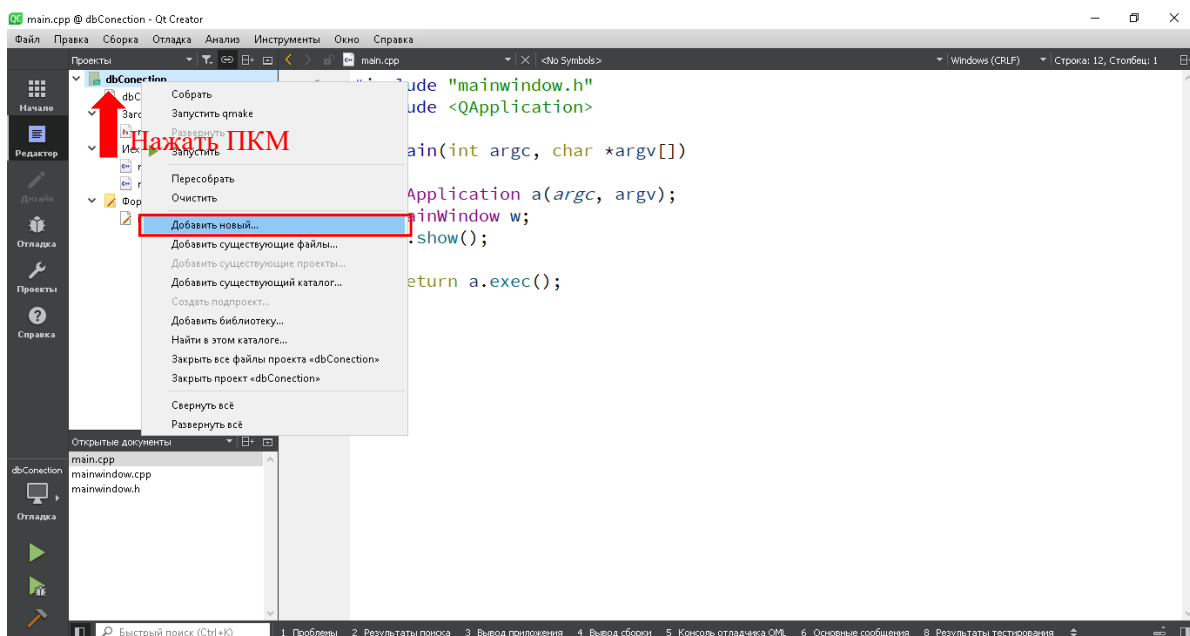 main.cpp @ dbConection - Qt Creator
Файл Правка Сборка Отладка Анализ Инструменты Окно Справка
Проекты
main.cpp
<No Symbols>
Windows (CRLF)
Строка: 12, Столбец: 1
Начало
Редактор
Дизайн
Отладка
Проекты
Справка
dbConection
Отладка
dbConection
dbC
Заго
Исх
Фор
Нажать ПКМ
Собрать
Запустить qmake
Развернуть
Запустить
Пересобрать
Очистить
Добавить новый...
Добавить существующие файлы...
Добавить существующие проекты...
Добавить существующий каталог...
Создать подпроект...
Добавить библиотеку...
Найти в этом каталоге...
Закрыть все файлы проекта «dbConection»
Закрыть проект «dbConection»
Свернуть всё
Развернуть всё
ude "mainwindow.h"
ude <QApplication>
ain(int argc, char *argv[])
Application a(argc, argv);
ainWindow w;
.show();
eturn a.exec();
Открытые документы
main.cpp
mainwindow.cpp
mainwindow.h
Быстрый поиск (Ctrl+K)
1 Проблемы 2 Результаты поиска 3 Вывод приложения 4 Вывод сборки 5 Консоль отладчика QML 6 Основные сообщения 8 Результаты тестирования